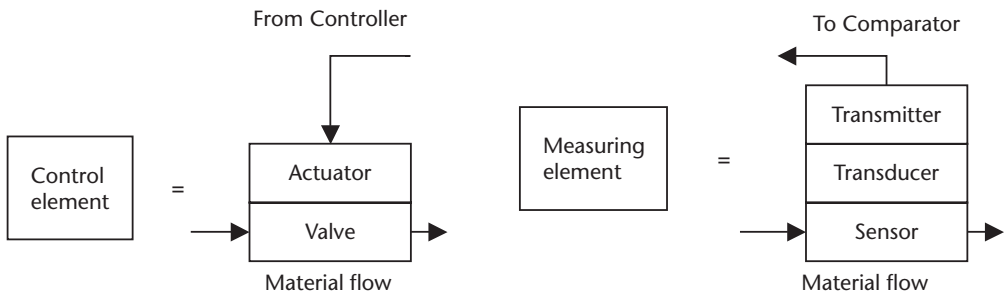 From Controller
Control
element
=
Actuator
Valve
Material flow
To Comparator
Measuring
element
=
Transmitter
Transducer
Sensor
Material flow